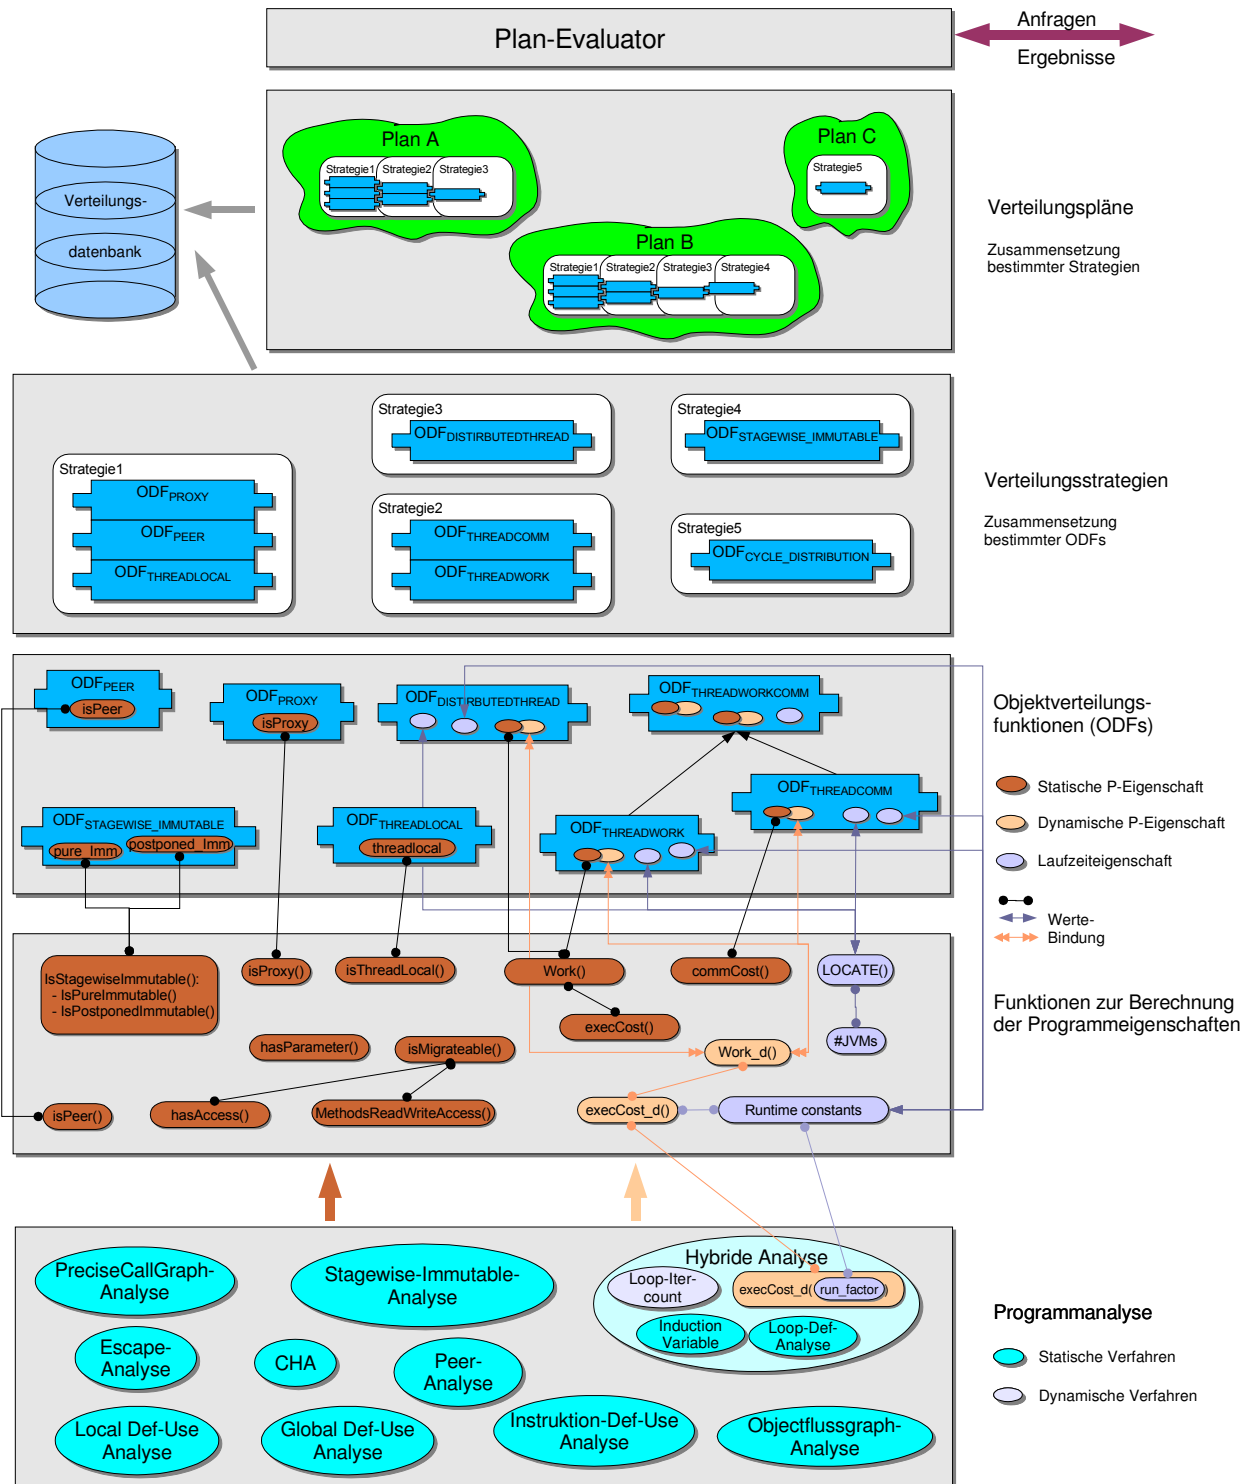 Plan-Evaluator
Anfragen
Ergebnisse
Plan A
Strategie1
Strategie2
Strategie3
Plan C
Strategie5
Plan B
Strategie1
Strategie2
Strategie3
Strategie4
Verteilungs-
datenbank
Verteilungspläne
Zusammensetzung
bestimmter Strategien
Strategie3
ODFDISTIRBUTEDTHREAD
Strategie4
ODFSTAGEWISE_IMMUTABLE
Strategie1
ODFPROXY
ODFPEER
ODFTHREADLOCAL
Strategie2
ODFTHREADCOMM
ODFTHREADWORK
Strategie5
ODFCYCLE_DISTRIBUTION
Verteilungsstrategien
Zusammensetzung
bestimmter ODFs
ODFPEER
isPeer
ODFPROXY
isProxy
ODFDISTIRBUTEDTHREAD
ODFTHREADWORKCOMM
ODFSTAGEWISE_IMMUTABLE
pure_Imm
postponed_Imm
ODFTHREADLOCAL
threadlocal
ODFTHREADWORK
ODFTHREADCOMM
Objektverteilungs-
funktionen (ODFs)
Statische P-Eigenschaft
Dynamische P-Eigenschaft
Laufzeiteigenschaft
Werte-
Bindung
IsStagewiseImmutable():
- IsPureImmutable()
- IsPostponedImmutable()
isProxy()
isThreadLocal()
Work()
commCost()
LOCATE()
execCost()
#JVMs
hasParameter()
isMigrateable()
Work_d()
isPeer()
hasAccess()
MethodsReadWriteAccess()
execCost_d()
Runtime constants
Funktionen zur Berechnung
der Programmeigenschaften
PreciseCallGraph-
Analyse
Stagewise-Immutable-
Analyse
Hybride Analyse
Loop-Iter-
count
execCost_d( run_factor )
Induction
Variable
Loop-Def-
Analyse
Escape-
Analyse
CHA
Peer-
Analyse
Local Def-Use
Analyse
Global Def-Use
Analyse
Instruktion-Def-Use
Analyse
Objectflussgraph-
Analyse
Programmanalyse
Statische Verfahren
Dynamische Verfahren